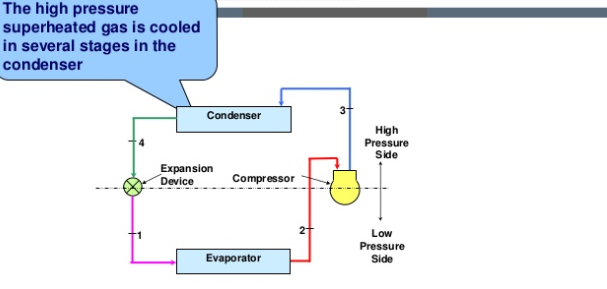 The high pressure
superheated gas is cooled
in several stages in the
condenser
Condenser
3
High
Pressure
Side
4
Expansion
Device
Compressor
1
2
Low
Pressure
Side
Evaporator